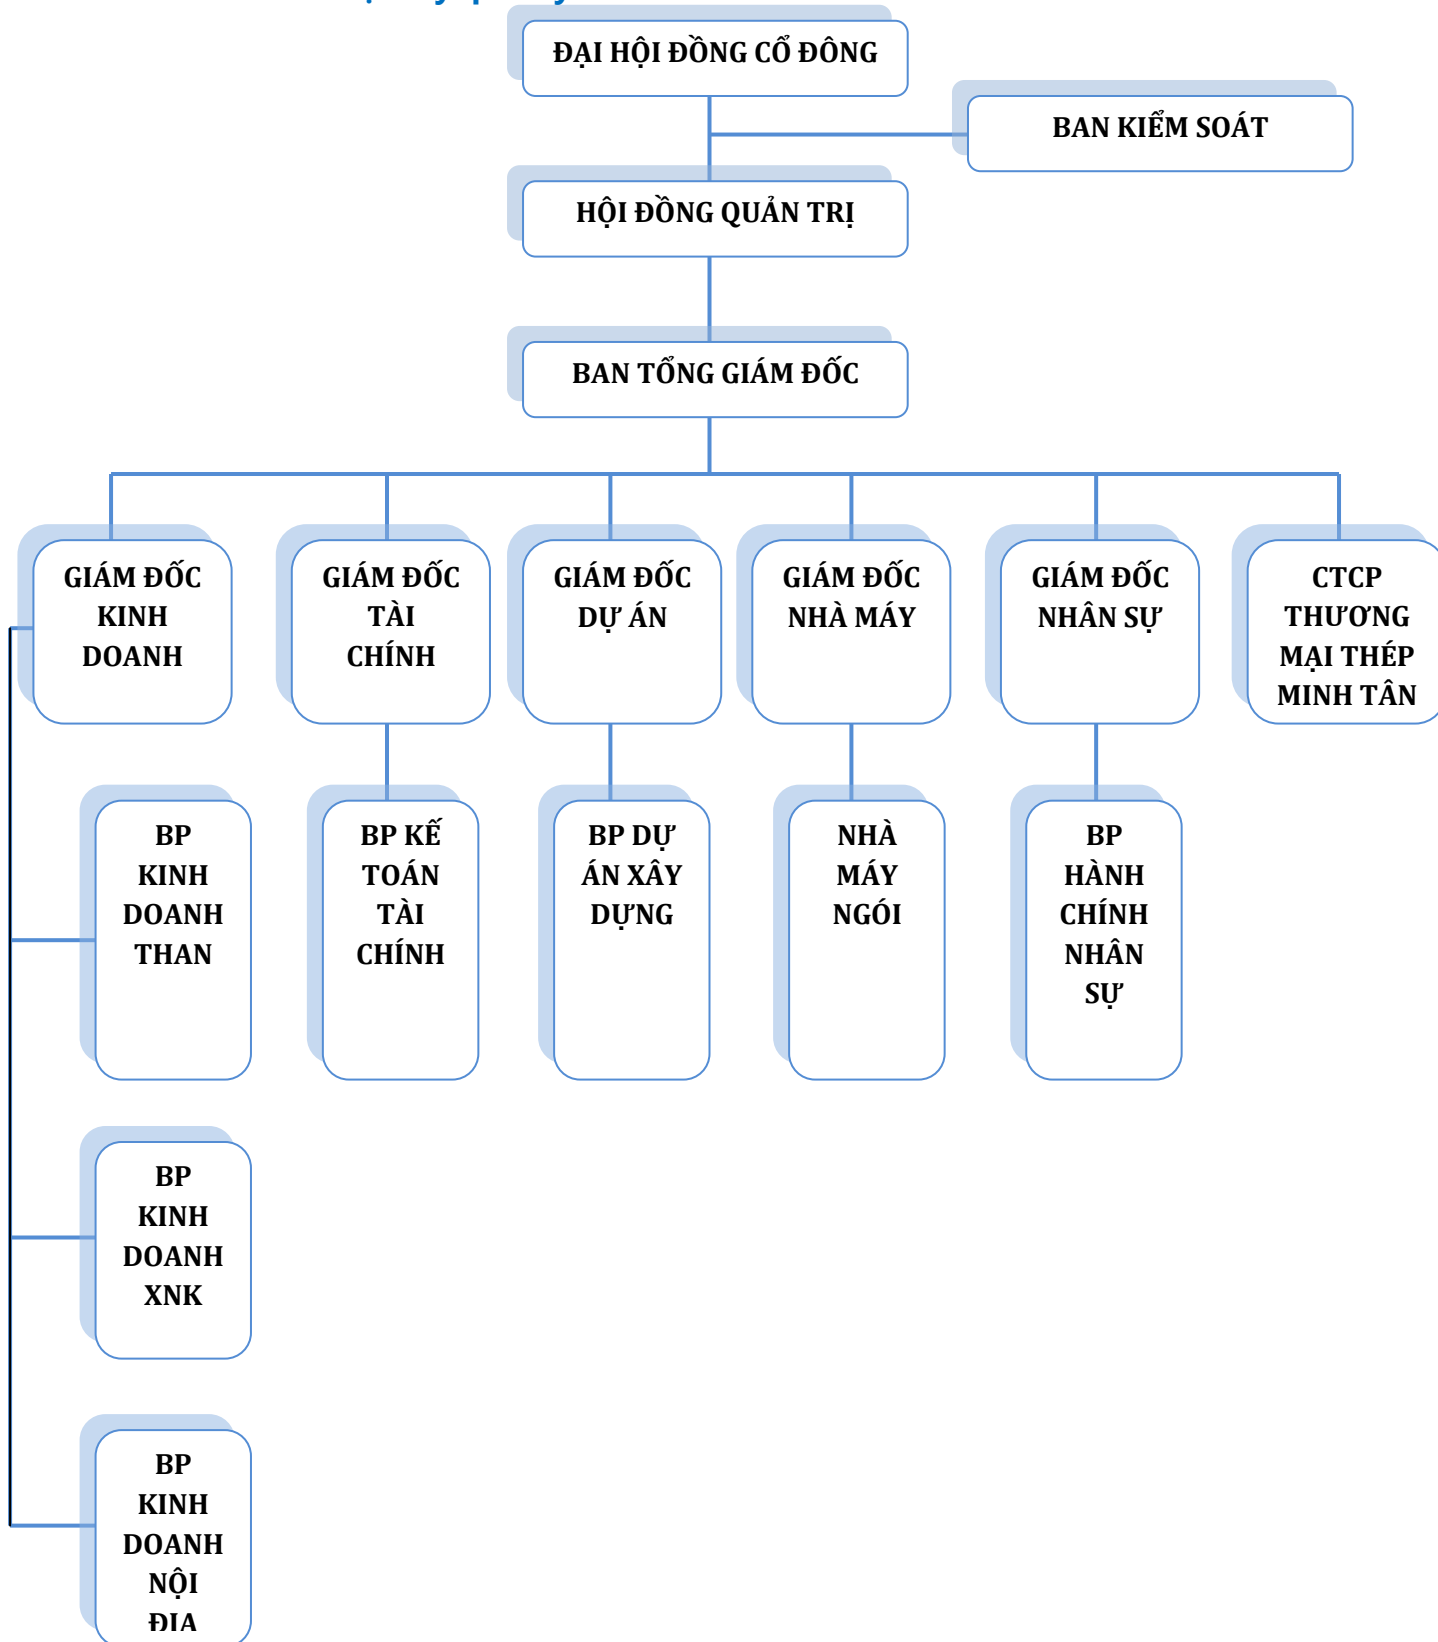 ĐẠI HỘI ĐỒNG CỔ ĐÔNG
BAN KIỂM SOÁT
HỘI ĐỒNG QUẢN TRỊ
BAN TỔNG GIÁM ĐỐC
GIÁM ĐỐC
KINH
DOANH
GIÁM ĐỐC
TÀI
CHÍNH
GIÁM ĐỐC
DỰ ÁN
GIÁM ĐỐC
NHÀ MÁY
GIÁM ĐỐC
NHÂN SỰ
CTCP
THƯƠNG
MẠI THÉP
MINH TÂN
BP
KINH
DOANH
THAN
BP KẾ
TOÁN
TÀI
CHÍNH
BP DỰ
ÁN XÂY
DỰNG
NHÀ
MÁY
NGÓI
BP
HÀNH
CHÍNH
NHÂN
SỰ
BP
KINH
DOANH
XNK
BP
KINH
DOANH
NỘI
ĐỊA